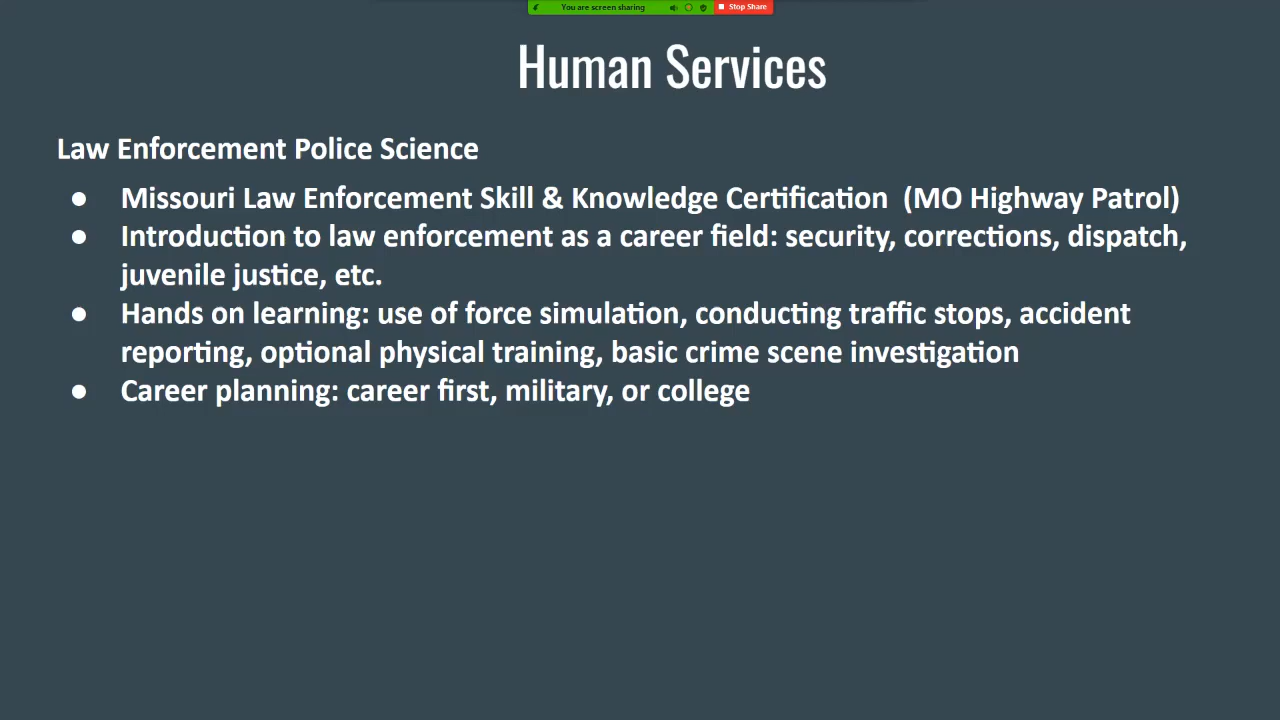 You are screen sharing
Stop Share
Human Services
Law Enforcement Police Science
● Missouri Law Enforcement Skill & Knowledge Certification  (MO Highway Patrol)
● Introduction to law enforcement as a career field: security, corrections, dispatch,
juvenile justice, etc.
● Hands on learning: use of force simulation, conducting traffic stops, accident
reporting, optional physical training, basic crime scene investigation
● Career planning: career first, military, or college